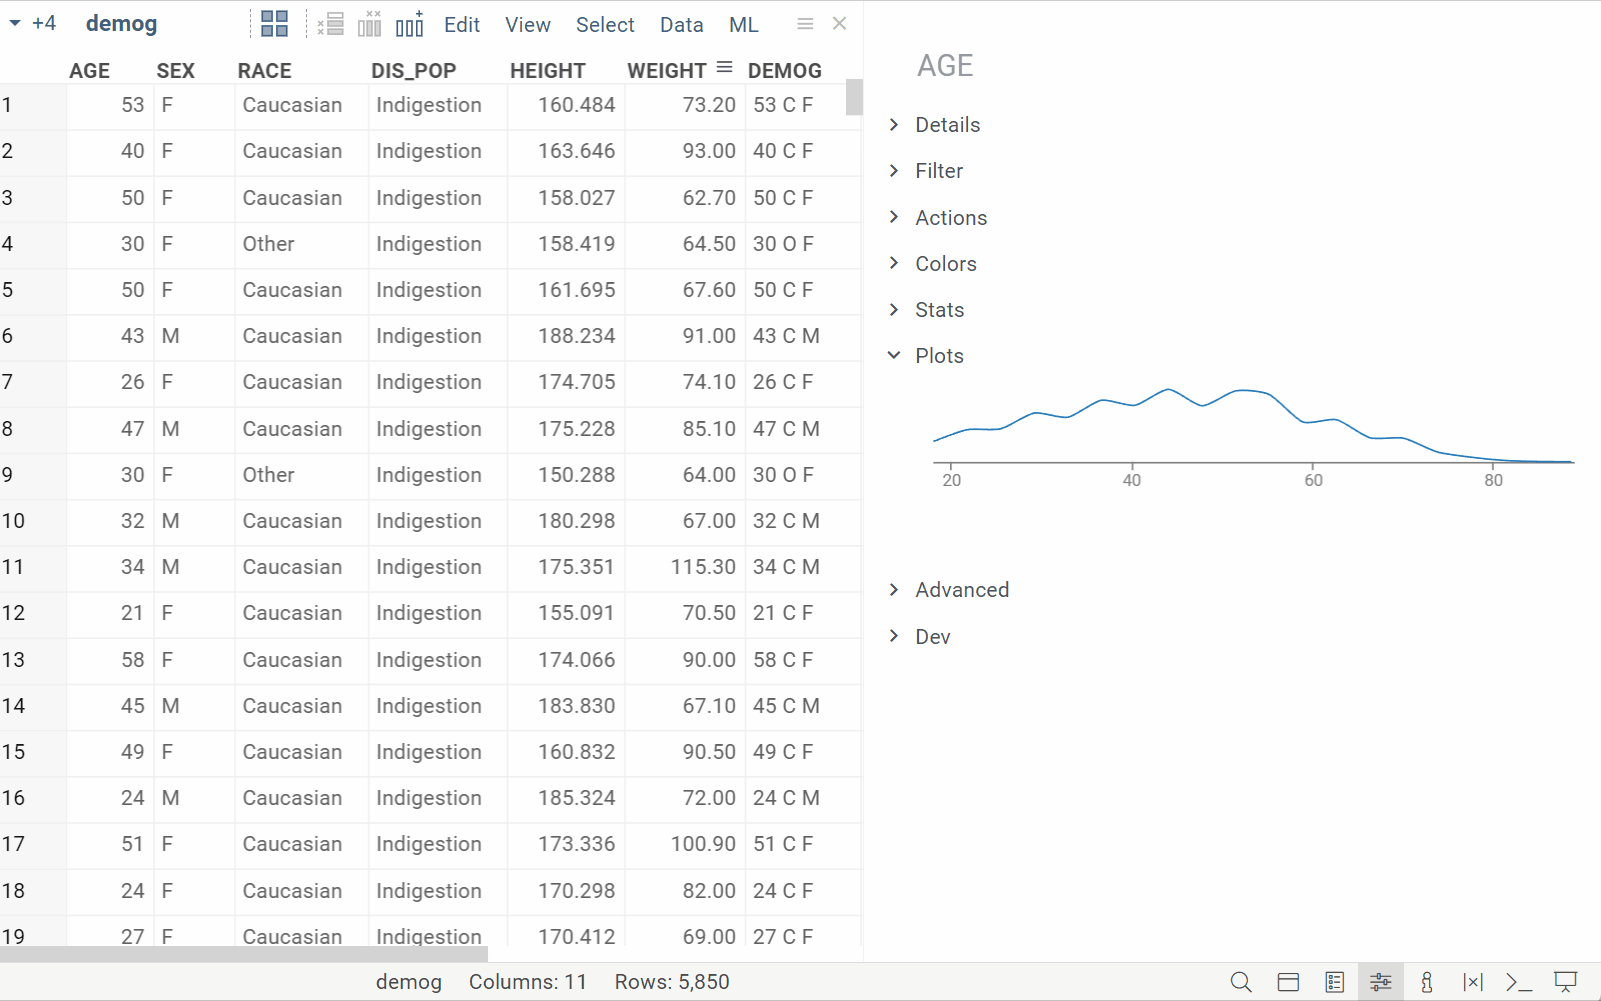 +4 demog Edit View Select Data ML
AGE SEX RACE DIS_POP HEIGHT WEIGHT DEMOG
1 53 F Caucasian Indigestion 160.484 73.20 53 C F
2 40 F Caucasian Indigestion 163.646 93.00 40 C F
3 50 F Caucasian Indigestion 158.027 62.70 50 C F
4 30 F Other Indigestion 158.419 64.50 30 O F
5 50 F Caucasian Indigestion 161.695 67.60 50 C F
6 43 M Caucasian Indigestion 188.234 91.00 43 C M
7 26 F Caucasian Indigestion 174.705 74.10 26 C F
8 47 M Caucasian Indigestion 175.228 85.10 47 C M
9 30 F Other Indigestion 150.288 64.00 30 O F
10 32 M Caucasian Indigestion 180.298 67.00 32 C M
11 34 M Caucasian Indigestion 175.351 115.30 34 C M
12 21 F Caucasian Indigestion 155.091 70.50 21 C F
13 58 F Caucasian Indigestion 174.066 90.00 58 C F
14 45 M Caucasian Indigestion 183.830 67.10 45 C M
15 49 F Caucasian Indigestion 160.832 90.50 49 C F
16 24 M Caucasian Indigestion 185.324 72.00 24 C M
17 51 F Caucasian Indigestion 173.336 100.90 51 C F
18 24 F Caucasian Indigestion 170.298 82.00 24 C F
19 27 F Caucasian Indigestion 170.412 69.00 27 C F
AGE
Details
Filter
Actions
Colors
Stats
Plots
20 40 60 80
Advanced
Dev
demog Columns: 11 Rows: 5,850